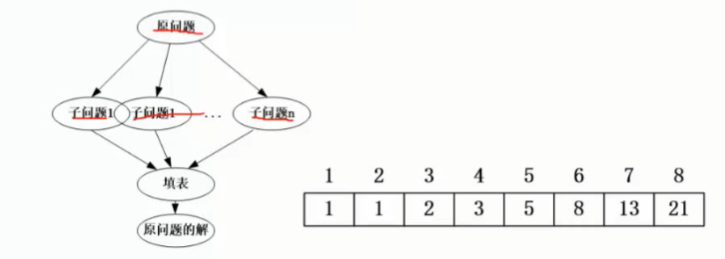 原问题
子问题1 子问题1 ... 子问题n
填表
原问题的解
1 2 3 4 5 6 7 8
1 1 2 3 5 8 13 21